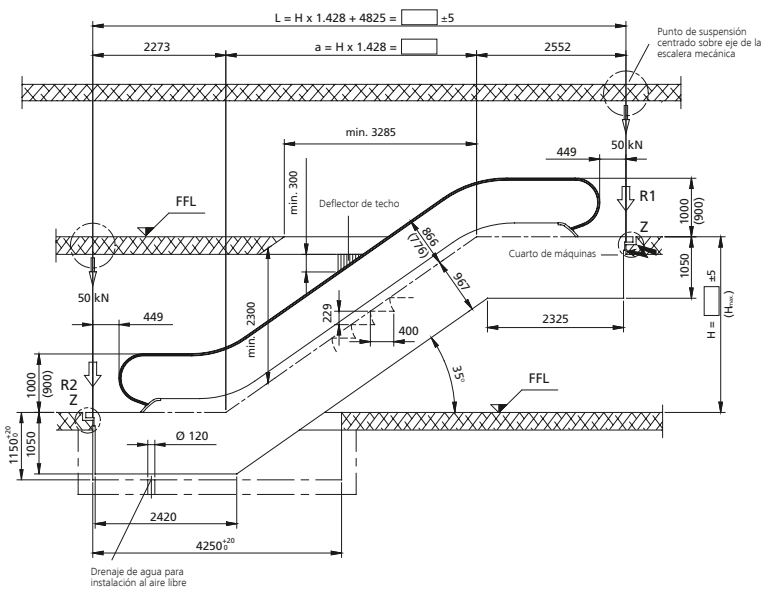 L = H x 1.428 + 4825 = ±5
2273
a = H x 1.428 =
2552
Punto de suspensión
centrado sobre eje de la
escalera mecánica
min. 3285
50 kN
449
min. 300
FFL
Deflector de techo
R1
1000
(900)
Z
866
(776)
Cuarto de máquinas
1050
H = ±5
(Hmax.)
967
50 kN
449
min. 2300
229
400
2325
1000
(900)
R2
Z
35°
FFL
Ø 120
1150 +20 0
1050
2420
4250 +20 0
Drenaje de agua para
instalación al aire libre